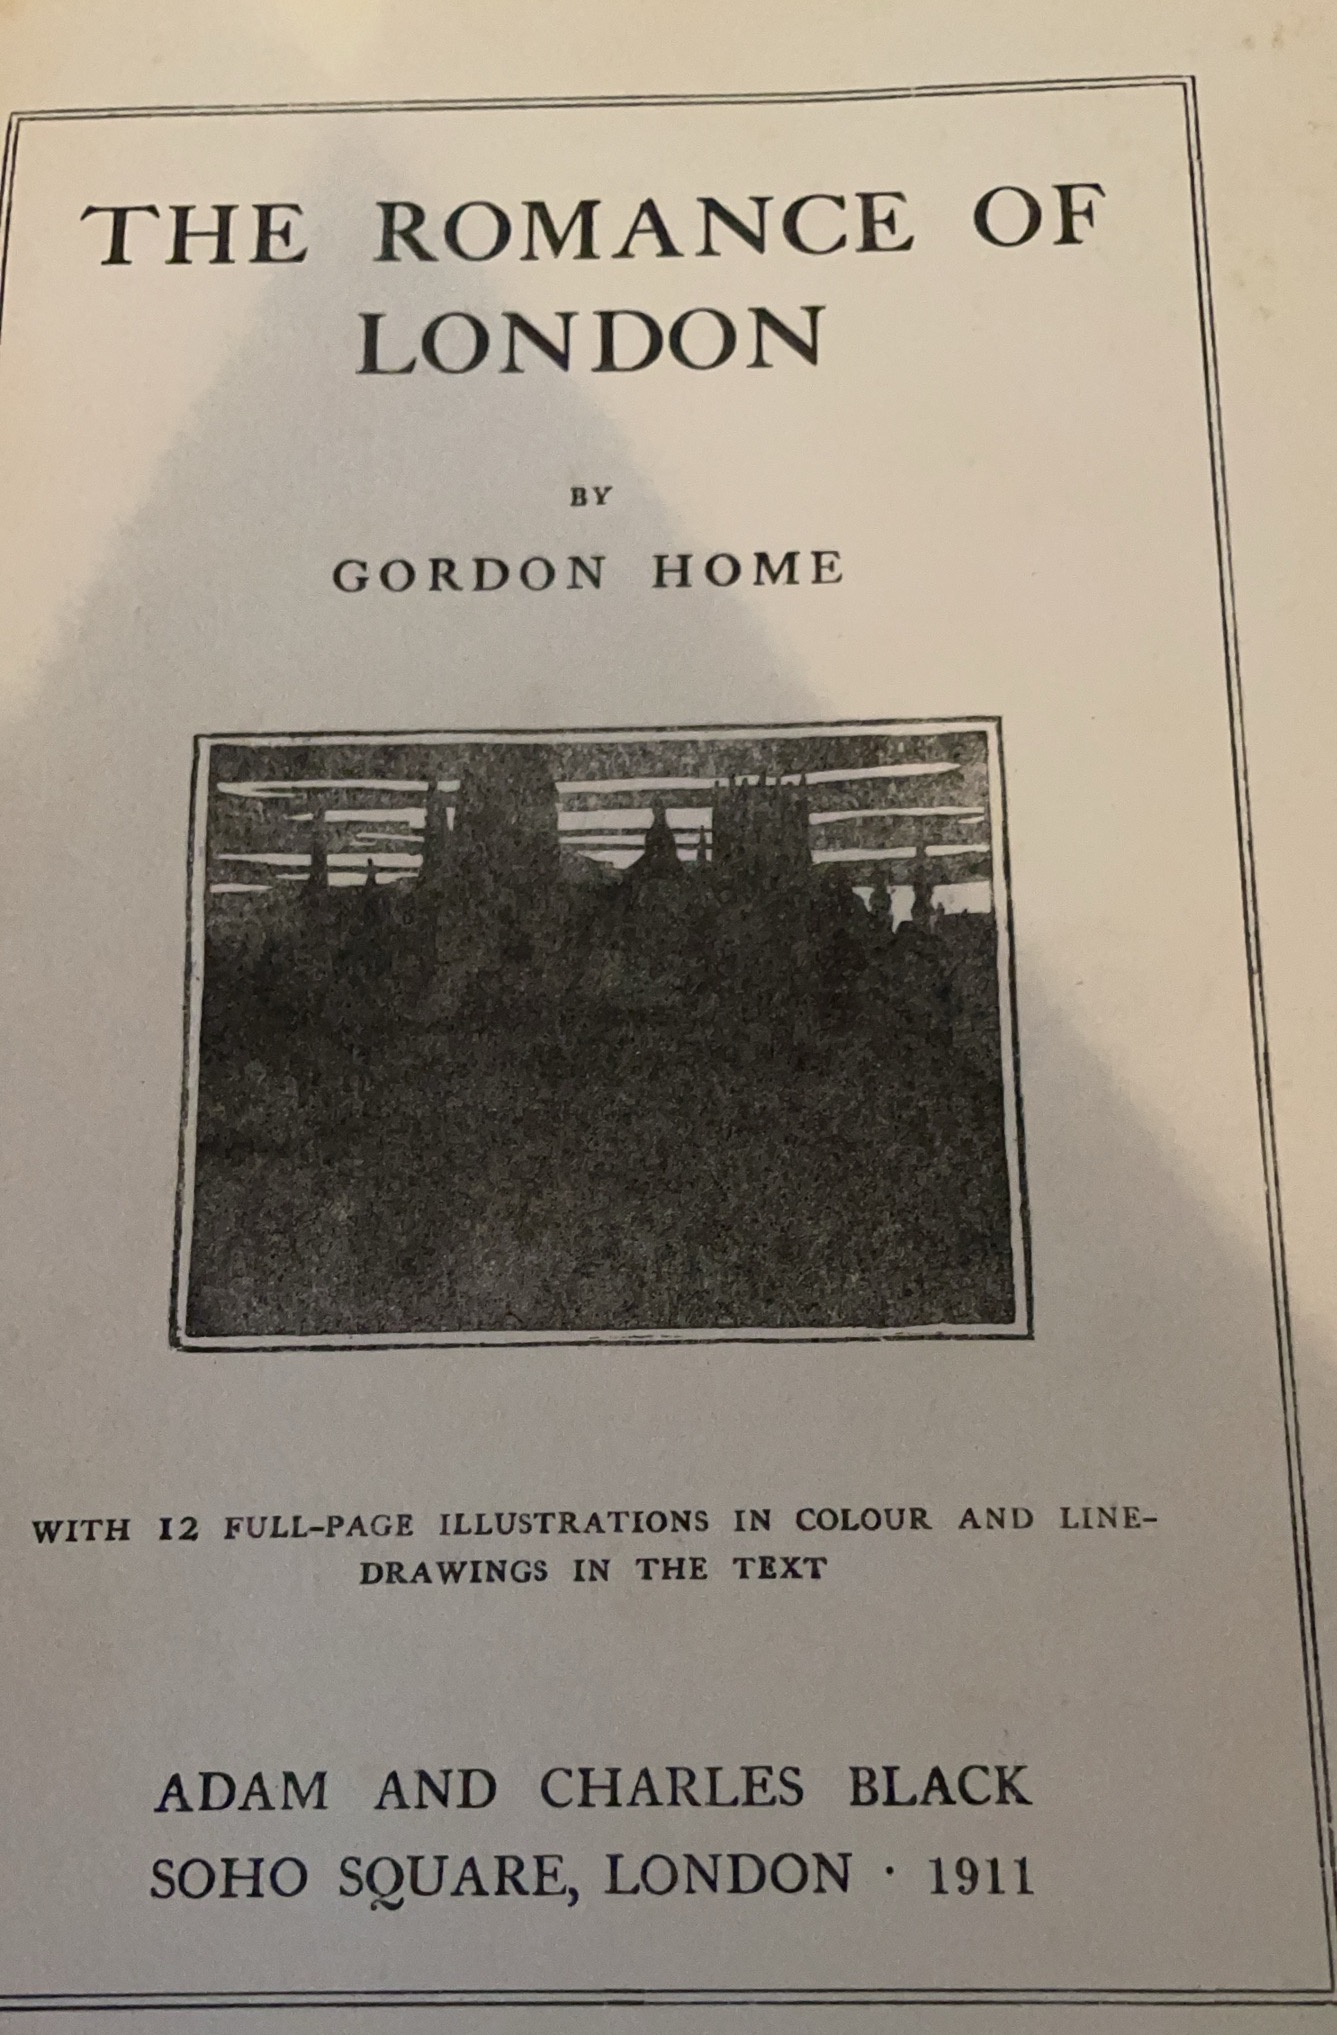 THE ROMANCE OF
LONDON
BY
GORDON HOME
WITH 12 FULL-PAGE ILLUSTRATIONS IN COLOUR AND LINE-
DRAWINGS IN THE TEXT
ADAM AND CHARLES BLACK
SOHO SQUARE, LONDON · 1911